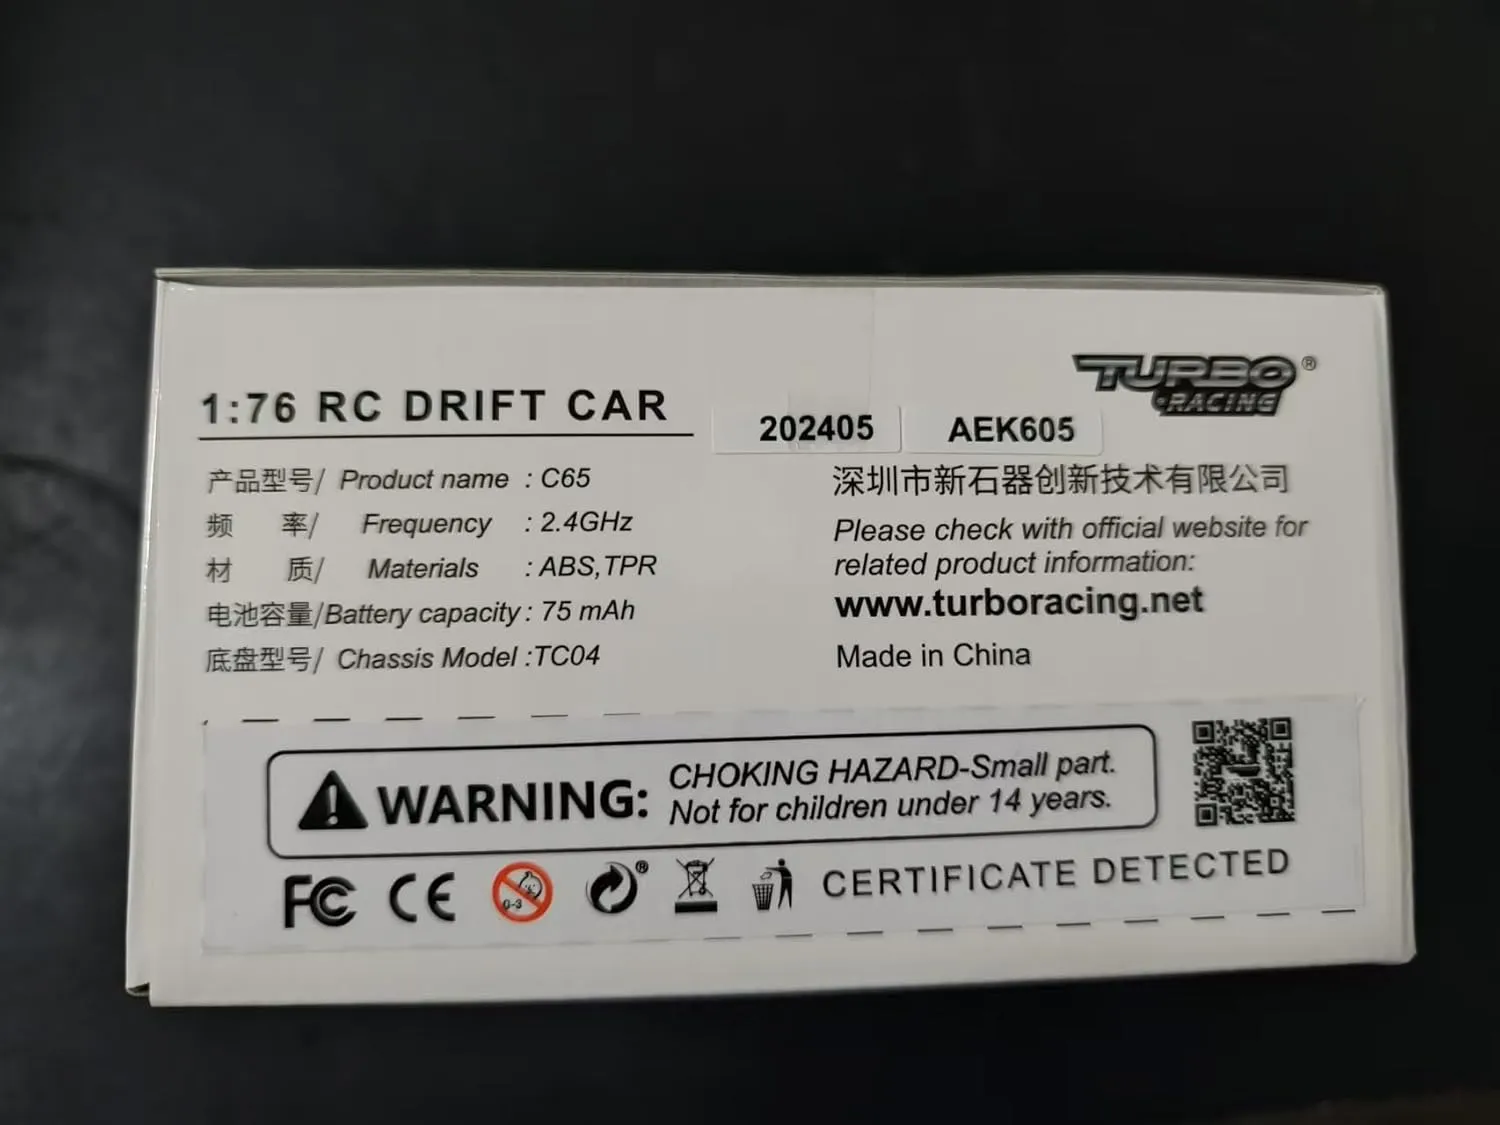 TURBO®
RACING
1:76 RC DRIFT CAR
202405
AEK605
产品型号/ Product name : C65
频 率/ Frequency : 2.4GHz
材 质/ Materials : ABS,TPR
电池容量/Battery capacity : 75 mAh
底盘型号/ Chassis Model :TC04
深圳市新石器创新技术有限公司
Please check with official website for
related product information:
www.turboracing.net
Made in China
WARNING:
CHOKING HAZARD-Small part.
Not for children under 14 years.
FC CE 0-3 ® CERTIFICATE DETECTED